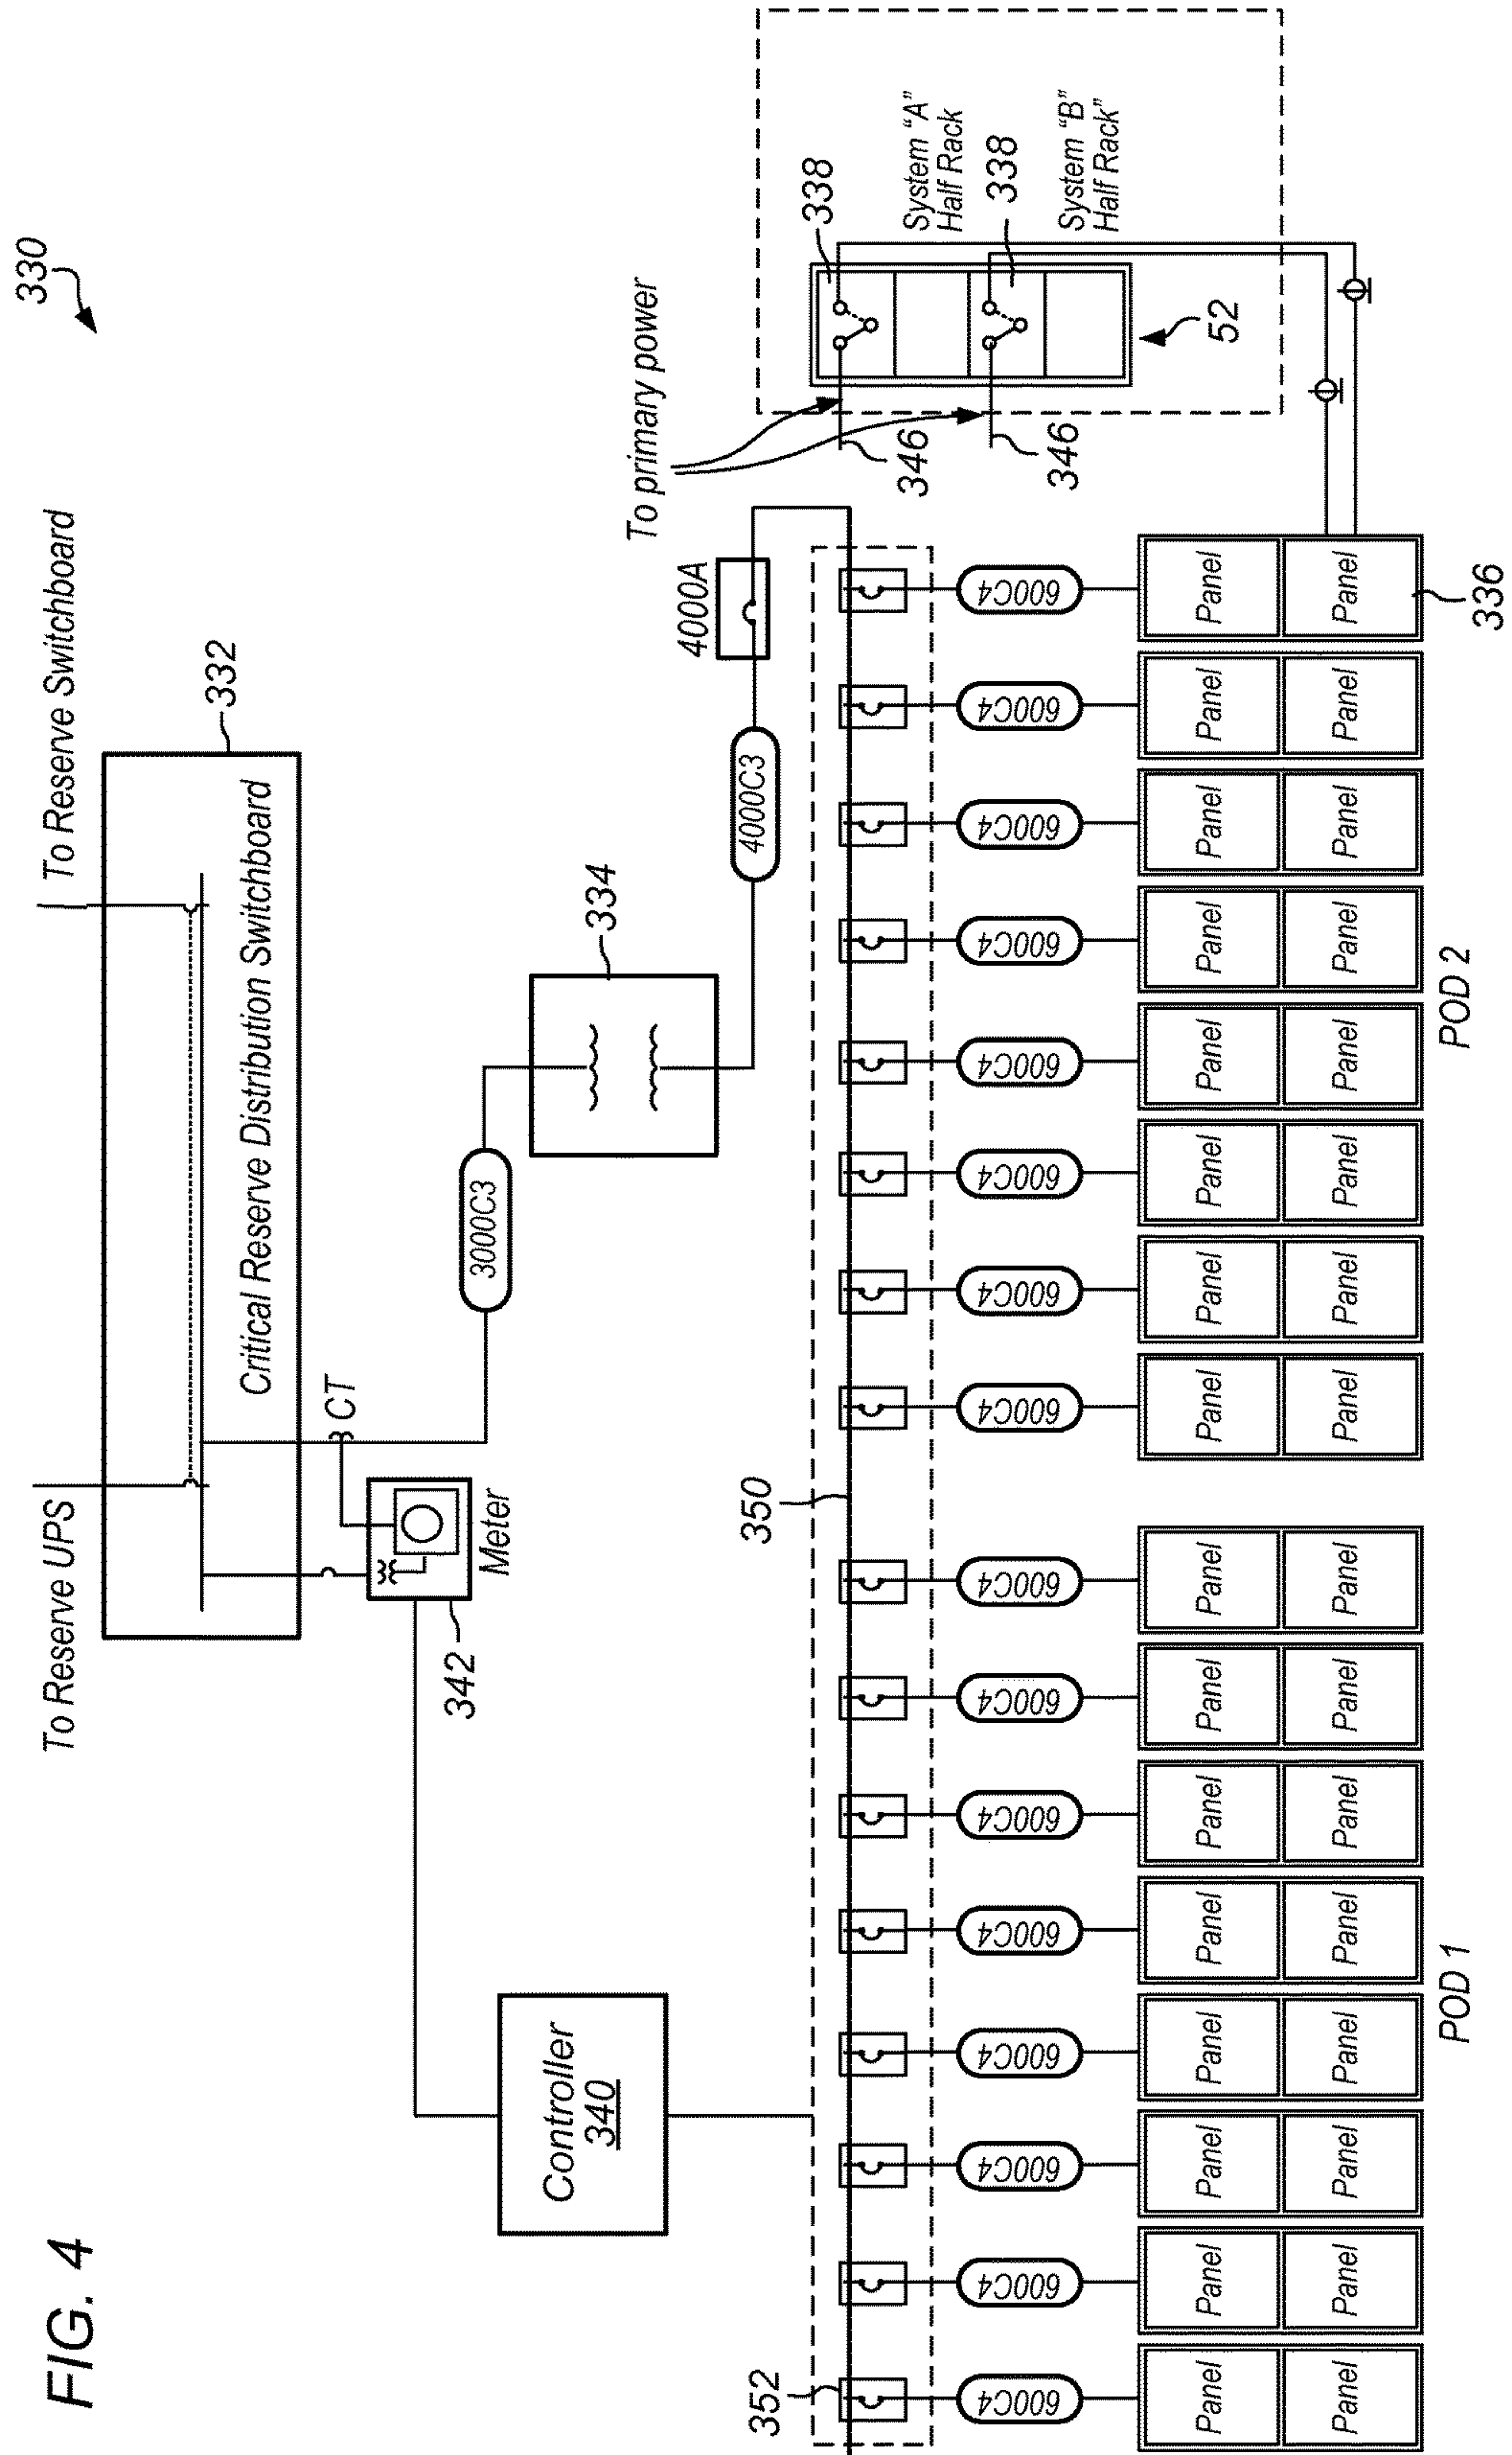 FIG. 4
330
To Reserve UPS
To Reserve Switchboard
332
Critical Reserve Distribution Switchboard
CT
342
Meter
3000C3
Controller
340
334
4000A
4000C3
To primary power
350
352
338
346
System "A"
Half Rack
338
346
System "B"
Half Rack"
52
600C4 600C4 600C4 600C4 600C4 600C4 600C4 600C4 600C4 600C4 600C4 600C4 600C4 600C4 600C4 600C4
Panel Panel Panel Panel Panel Panel Panel Panel Panel Panel Panel Panel Panel Panel Panel Panel
Panel Panel Panel Panel Panel Panel Panel Panel Panel Panel Panel Panel Panel Panel Panel Panel
POD 1
POD 2
336